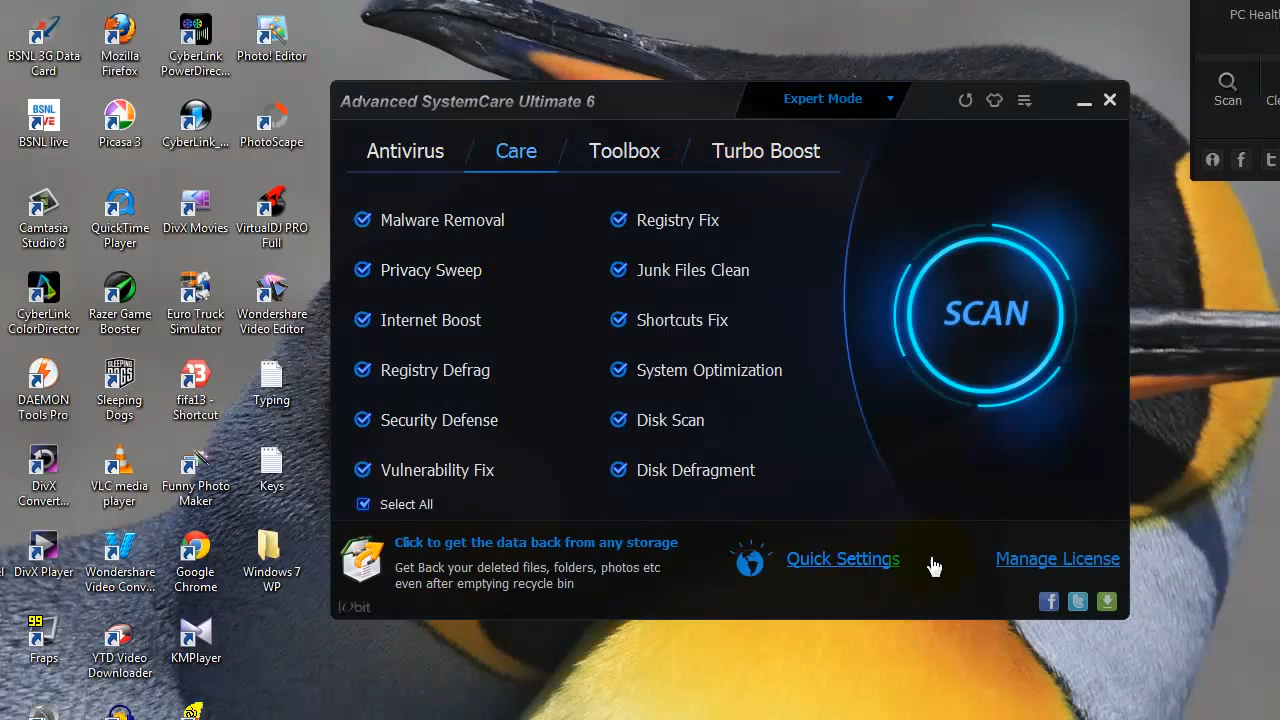 BSNL 3G Data
Card
Mozilla
Firefox
CyberLink
PowerDirec...
Photo! Editor
BSNL
LIVE
BSNL live
Picasa 3
CyberLink_...
PhotoScape
Camtasia
Studio 8
QuickTime
Player
DivX Movies
VirtualDJ PRO
Full
CyberLink
ColorDirector
Razer Game
Booster
Euro Truck
Simulator
Wondershare
Video Editor
DAEMON
Tools Pro
SLEEPING
DOGS
Sleeping
Dogs
13
fifa13 -
Shortcut
Typing
DivX
Convert...
VLC media
player
Funny Photo
Maker
Keys
DivX Player
Wondershare
Video Conv...
Google
Chrome
Windows 7
WP
99
Fraps
YTD Video
Downloader
KMPlayer
Advanced SystemCare Ultimate 6
Expert Mode
Antivirus
Care
Toolbox
Turbo Boost
Malware Removal
Registry Fix
Privacy Sweep
Junk Files Clean
Internet Boost
Shortcuts Fix
Registry Defrag
System Optimization
Security Defense
Disk Scan
Vulnerability Fix
Disk Defragment
Select All
SCAN
Click to get the data back from any storage
Get Back your deleted files, folders, photos etc
even after emptying recycle bin
Quick Settings
Manage License
IObit
PC Healt
Scan
Cle